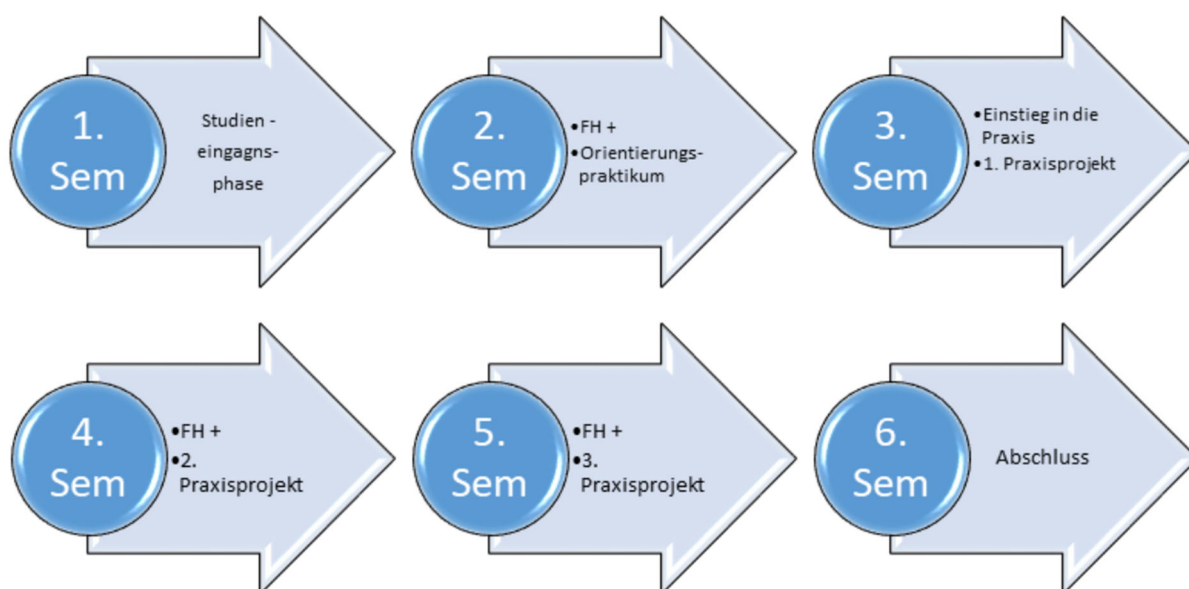 1.
Sem
Studien -
eingagns-
phase
2.
Sem
•FH +
•Orientierungs-
praktikum
3.
Sem
•Einstieg in die
Praxis
•1. Praxisprojekt
4.
Sem
•FH +
•2.
Praxisprojekt
5.
Sem
•FH +
•3.
Praxisprojekt
6.
Sem
Abschluss